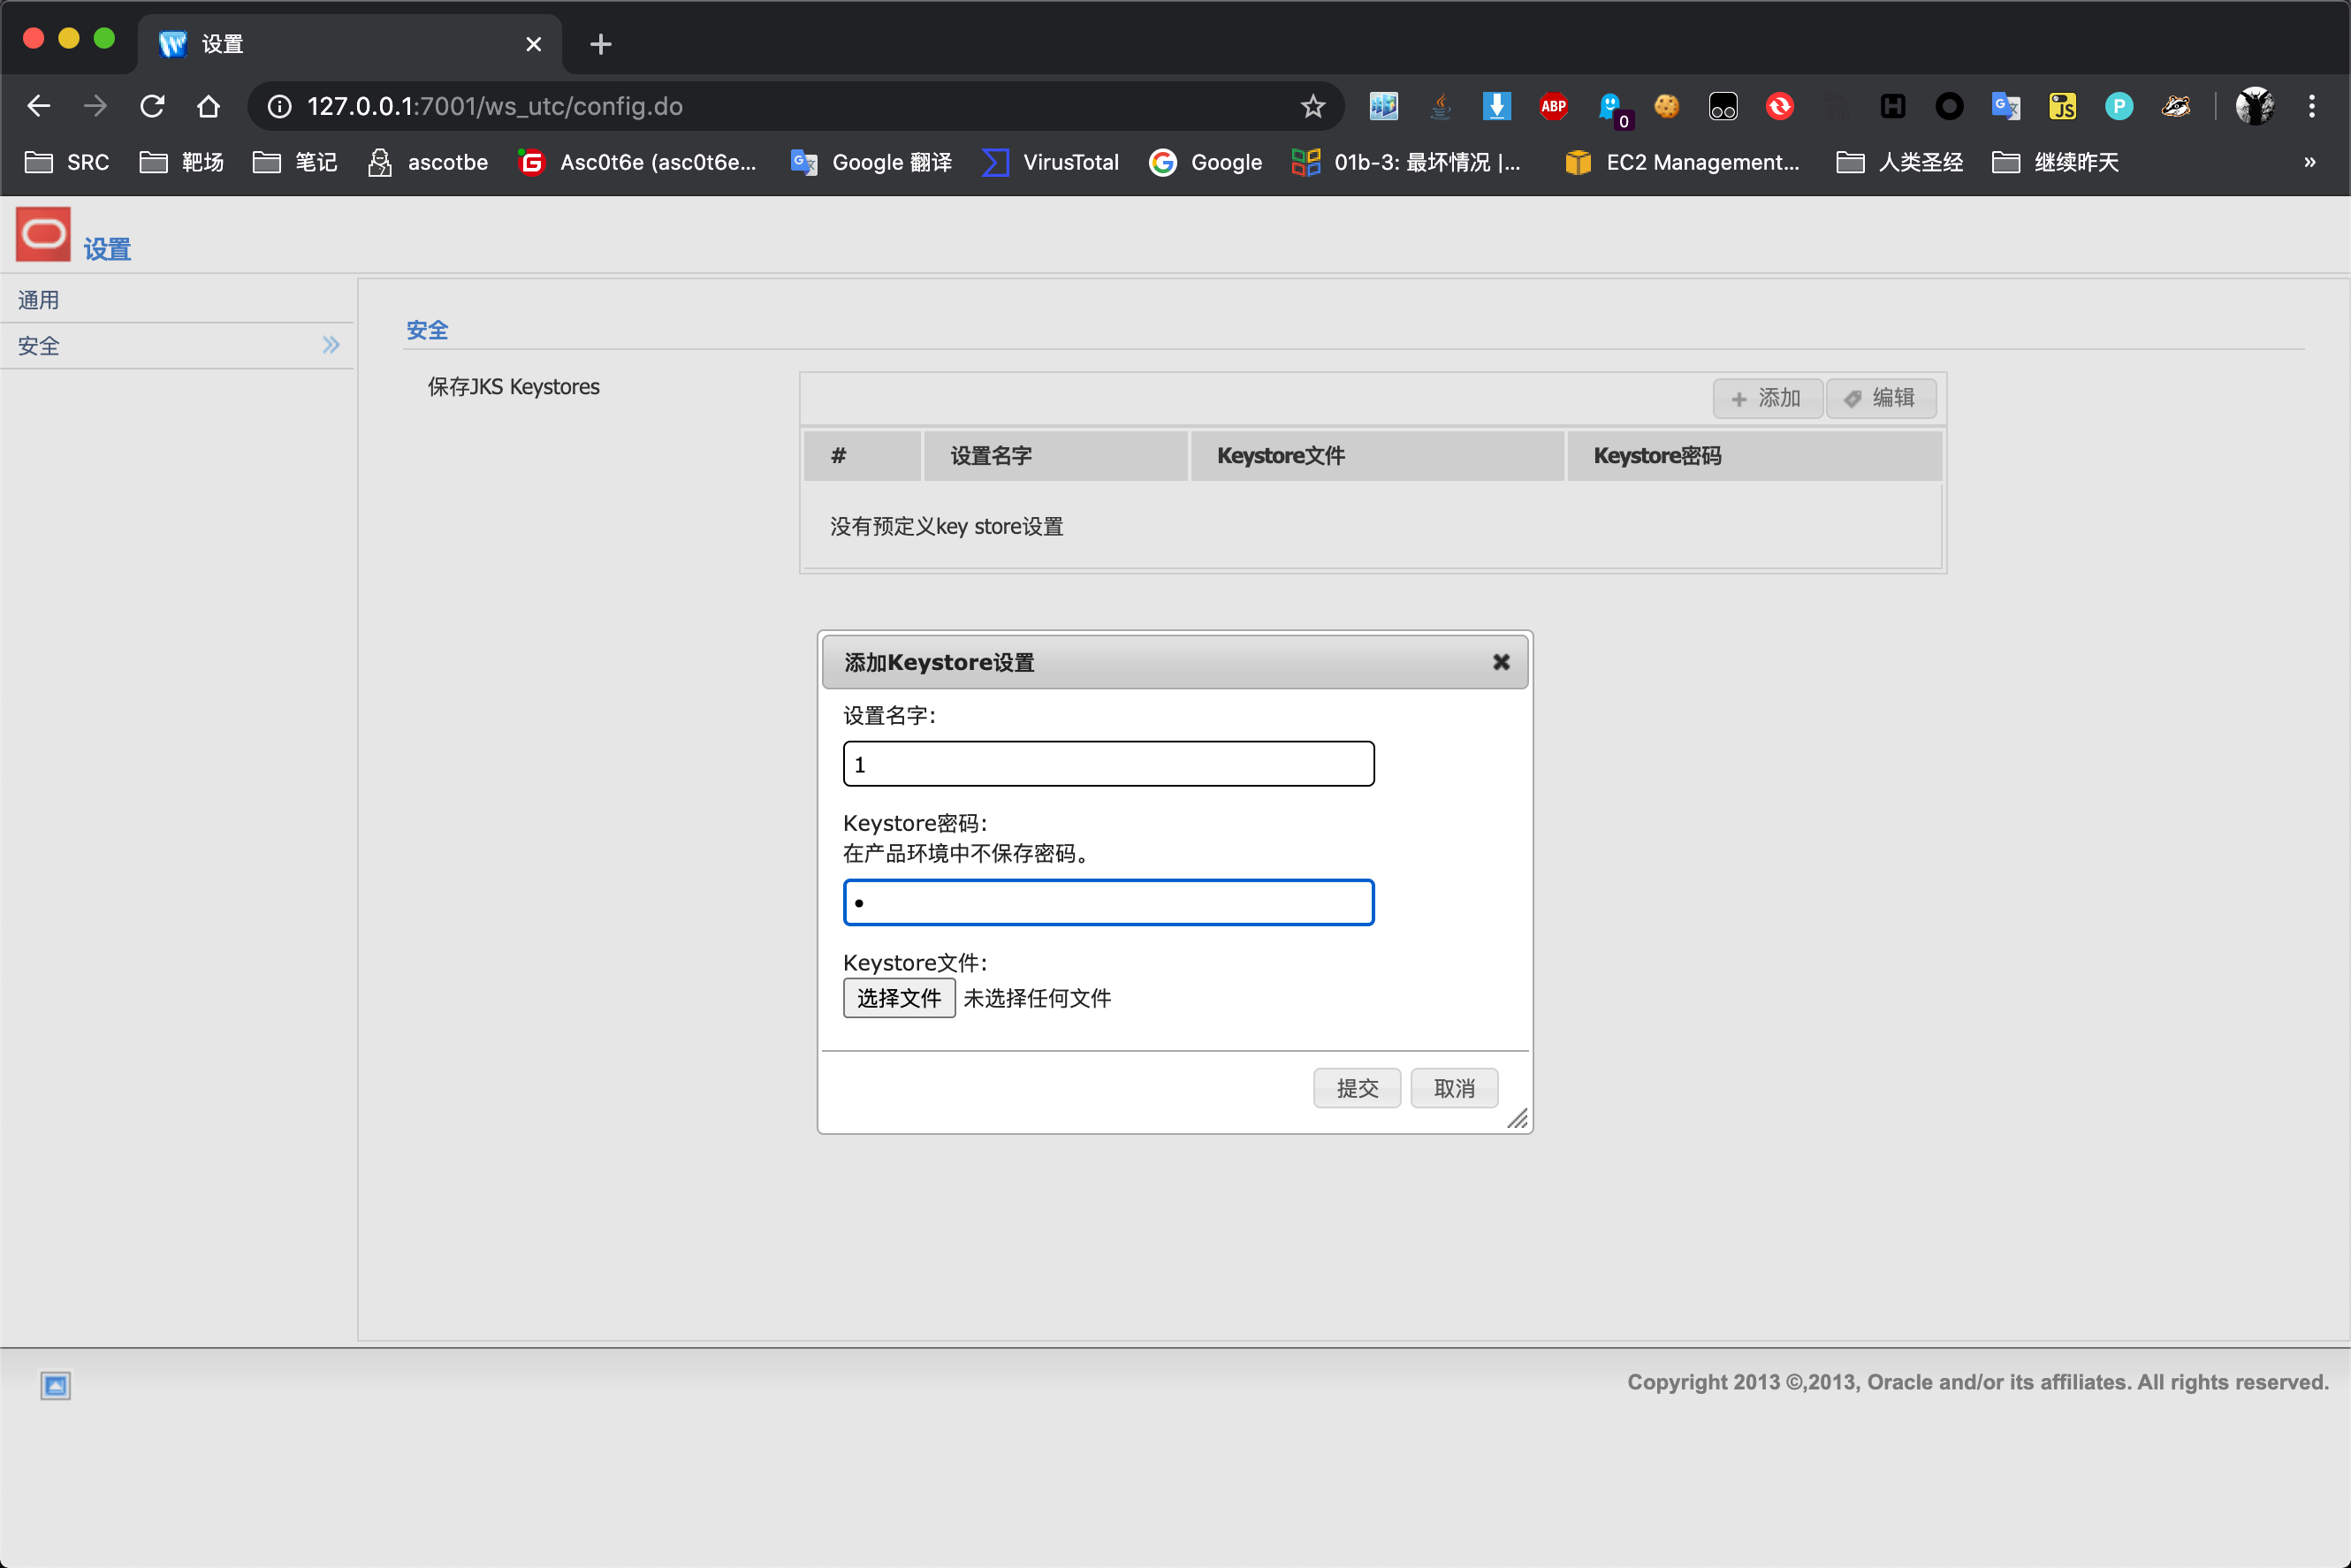 设置
127.0.0.1:7001/ws_utc/config.do
ABP
0
JS
P
SRC
靶场
笔记
ascotbe
Asc0t6e (asc0t6e...
Google 翻译
VirusTotal
Google
01b-3: 最坏情况 |...
EC2 Management...
人类圣经
继续昨天
»
设置
通用
安全
安全
保存JKS Keystores
添加
编辑
#
设置名字
Keystore文件
Keystore密码
没有预定义key store设置
添加Keystore设置
设置名字:
1
Keystore密码:
在产品环境中不保存密码。
•
Keystore文件:
选择文件 未选择任何文件
提交
取消
Copyright 2013 ©,2013, Oracle and/or its affiliates. All rights reserved.